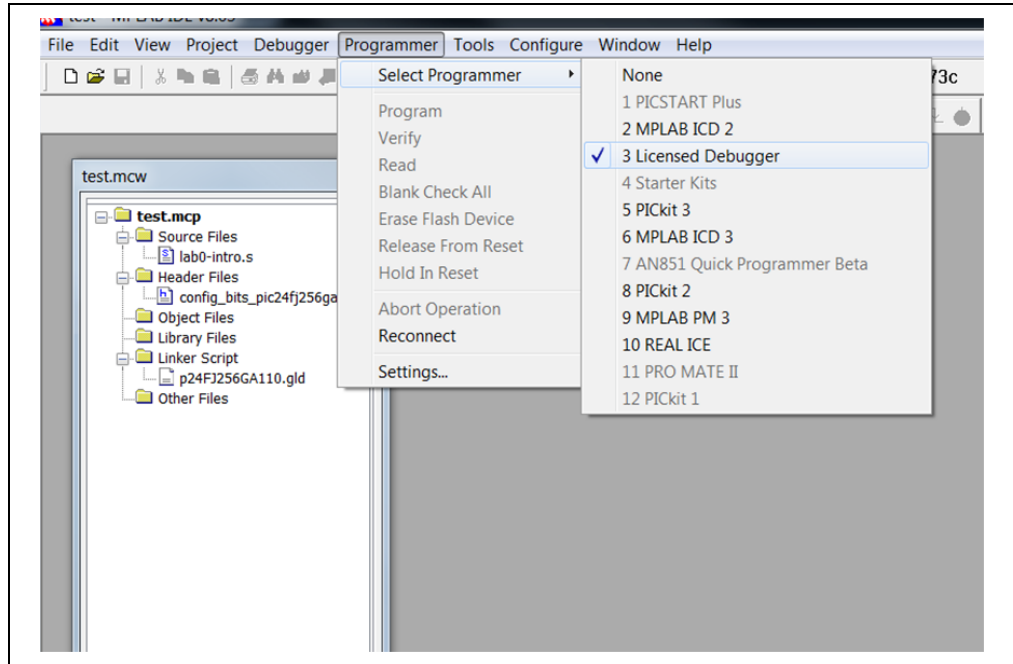 test - MPLAB IDE v8.63
File Edit View Project Debugger Programmer Tools Configure Window Help
Select Programmer
None
73c
1 PICSTART Plus
Program
2 MPLAB ICD 2
Verify
3 Licensed Debugger
Read
test.mcw
4 Starter Kits
Blank Check All
5 PICkit 3
test.mcp
Erase Flash Device
6 MPLAB ICD 3
Source Files
Release From Reset
lab0-intro.s
7 AN851 Quick Programmer Beta
Header Files
Hold In Reset
8 PICkit 2
config_bits_pic24fj256ga
Abort Operation
9 MPLAB PM 3
Object Files
Library Files
Reconnect
10 REAL ICE
Linker Script
Settings...
11 PRO MATE II
p24FJ256GA110.gld
Other Files
12 PICkit 1